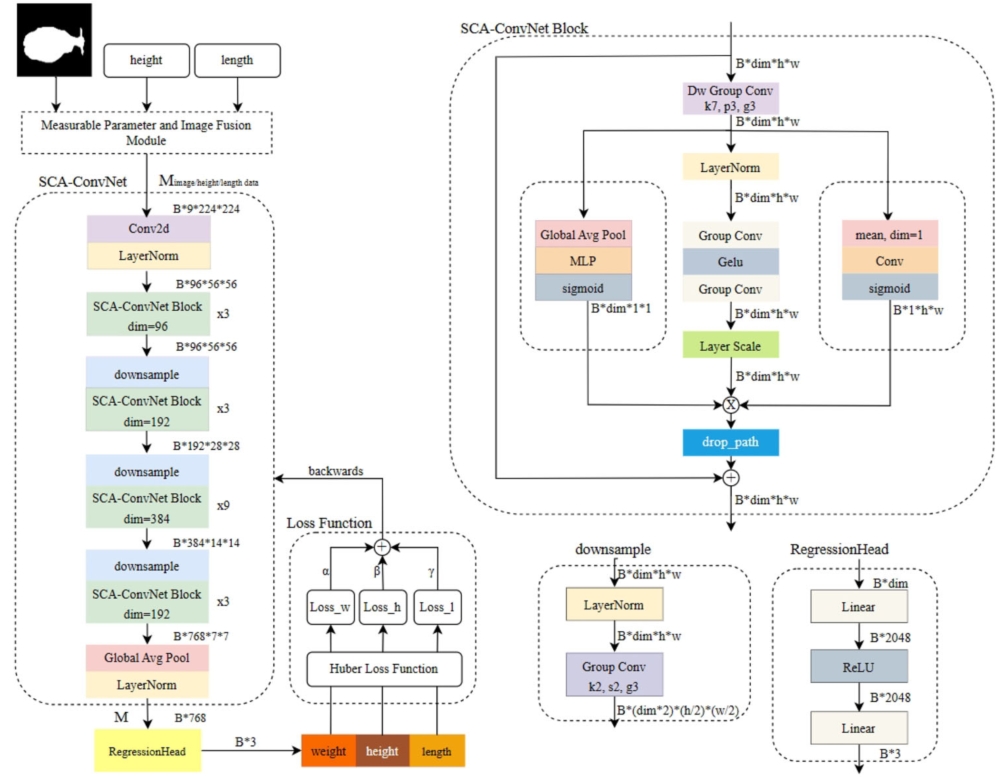 height
length
Measurable Parameter and Image Fusion
Module
SCA-ConvNet
Mimage/height/length data
B*9*224*224
Conv2d
LayerNorm
B*96*56*56
SCA-ConvNet Block
dim=96
x3
B*96*56*56
downsample
SCA-ConvNet Block
dim=192
x3
B*192*28*28
downsample
SCA-ConvNet Block
dim=384
x9
B*384*14*14
downsample
SCA-ConvNet Block
dim=192
x3
B*768*7*7
Global Avg Pool
LayerNorm
M
B*768
RegressionHead
B*3
weight
height
length
backwards
Loss Function
α
β
γ
Loss_w
Loss_h
Loss_l
Huber Loss Function
SCA-ConvNet Block
B*dim*h*w
Dw Group Conv
k7, p3, g3
B*dim*h*w
LayerNorm
B*dim*h*w
Global Avg Pool
MLP
sigmoid
B*dim*1*1
Group Conv
Gelu
Group Conv
B*dim*h*w
mean, dim=1
Conv
sigmoid
B*1*h*w
Layer Scale
B*dim*h*w
X
drop_path
+
B*dim*h*w
downsample
B*dim*h*w
LayerNorm
B*dim*h*w
Group Conv
k2, s2, g3
B*(dim*2)*(h/2)*(w/2)
RegressionHead
B*dim
Linear
B*2048
ReLU
B*2048
Linear
B*3